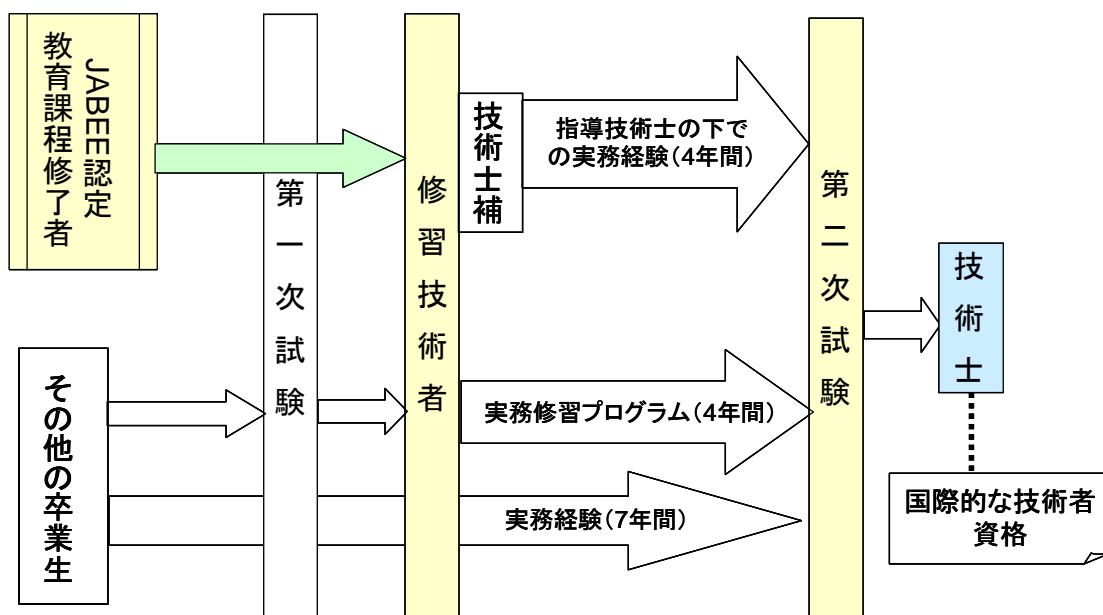 JABEE認定
教育課程修了者
第一次試験
修習技術者
技術士補
指導技術士の下で
の実務経験（4年間）
第二次試験
技術士
その他の卒業生
実務修習プログラム（4年間）
実務経験（7年間）
国際的な技術者
資格